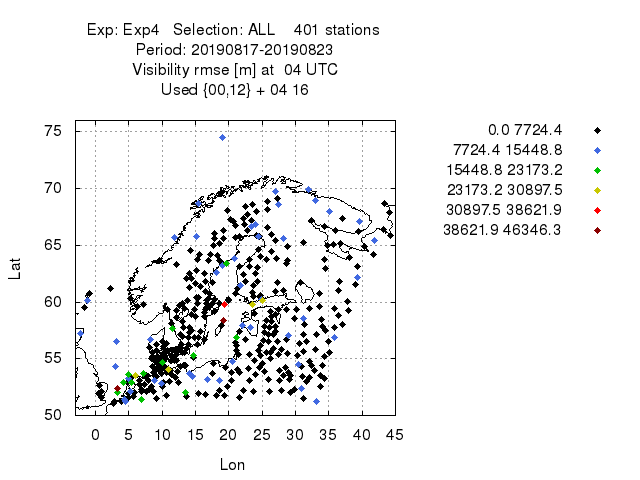 Exp: Exp4 Selection: ALL 401 stations
Period: 20190817-20190823
Visibility rmse [m] at 04 UTC
Used {00,12} + 04 16
0.0 7724.4
7724.4 15448.8
15448.8 23173.2
23173.2 30897.5
30897.5 38621.9
38621.9 46346.3
75
70
65
60
55
50
Lat
0 5 10 15 20 25 30 35 40 45
Lon